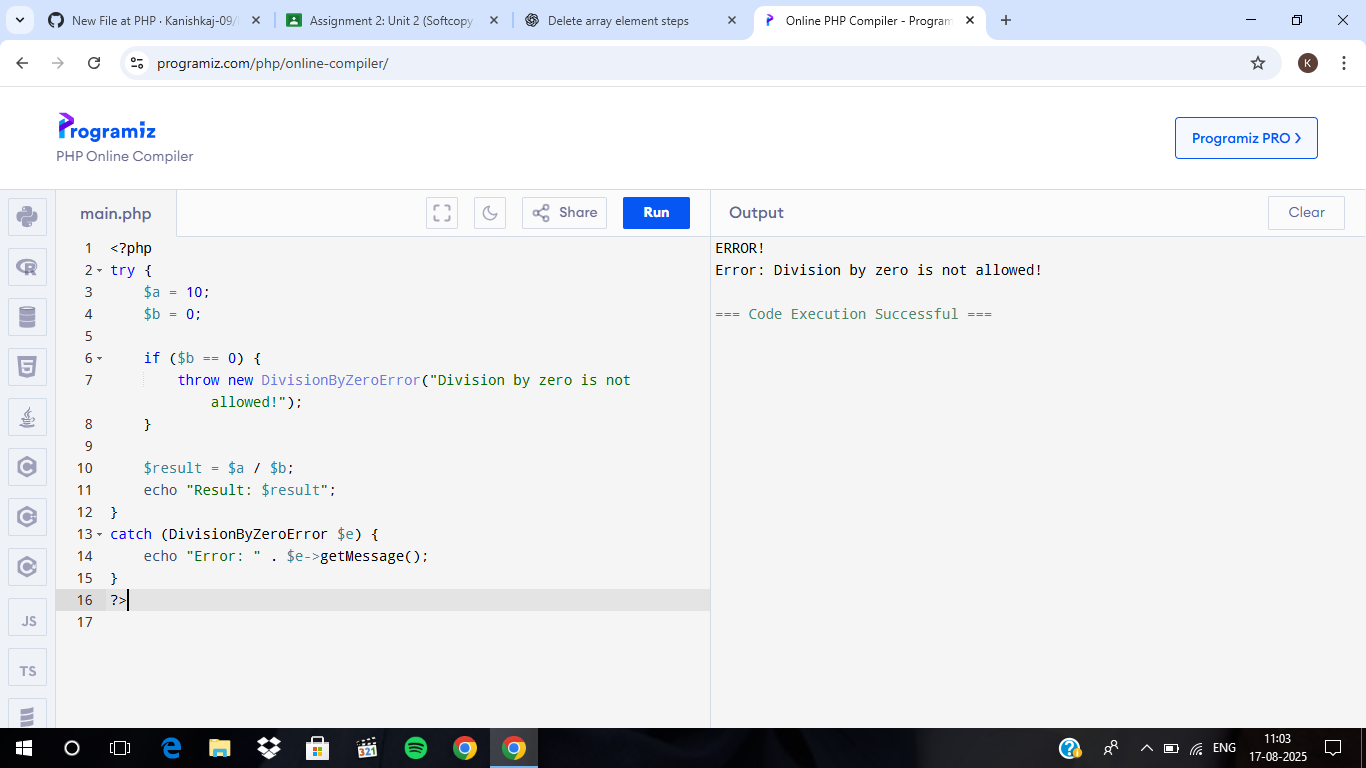 New File at PHP · Kanishkaj-09/
Assignment 2: Unit 2 (Softcopy
Delete array element steps
Online PHP Compiler - Program
programiz.com/php/online-compiler/
K
Programiz
PHP Online Compiler
Programiz PRO >
main.php
Share
Run
Output
Clear
1 <?php
2 try {
3 $a = 10;
4 $b = 0;
5
6 if ($b == 0) {
7 throw new DivisionByZeroError("Division by zero is not
allowed!");
8 }
9
10 $result = $a / $b;
11 echo "Result: $result";
12 }
13 catch (DivisionByZeroError $e) {
14 echo "Error: " . $e->getMessage();
15 }
16 ?>
17
ERROR!
Error: Division by zero is not allowed!
=== Code Execution Successful ===
JS
TS
321
ENG
11:03
17-08-2025